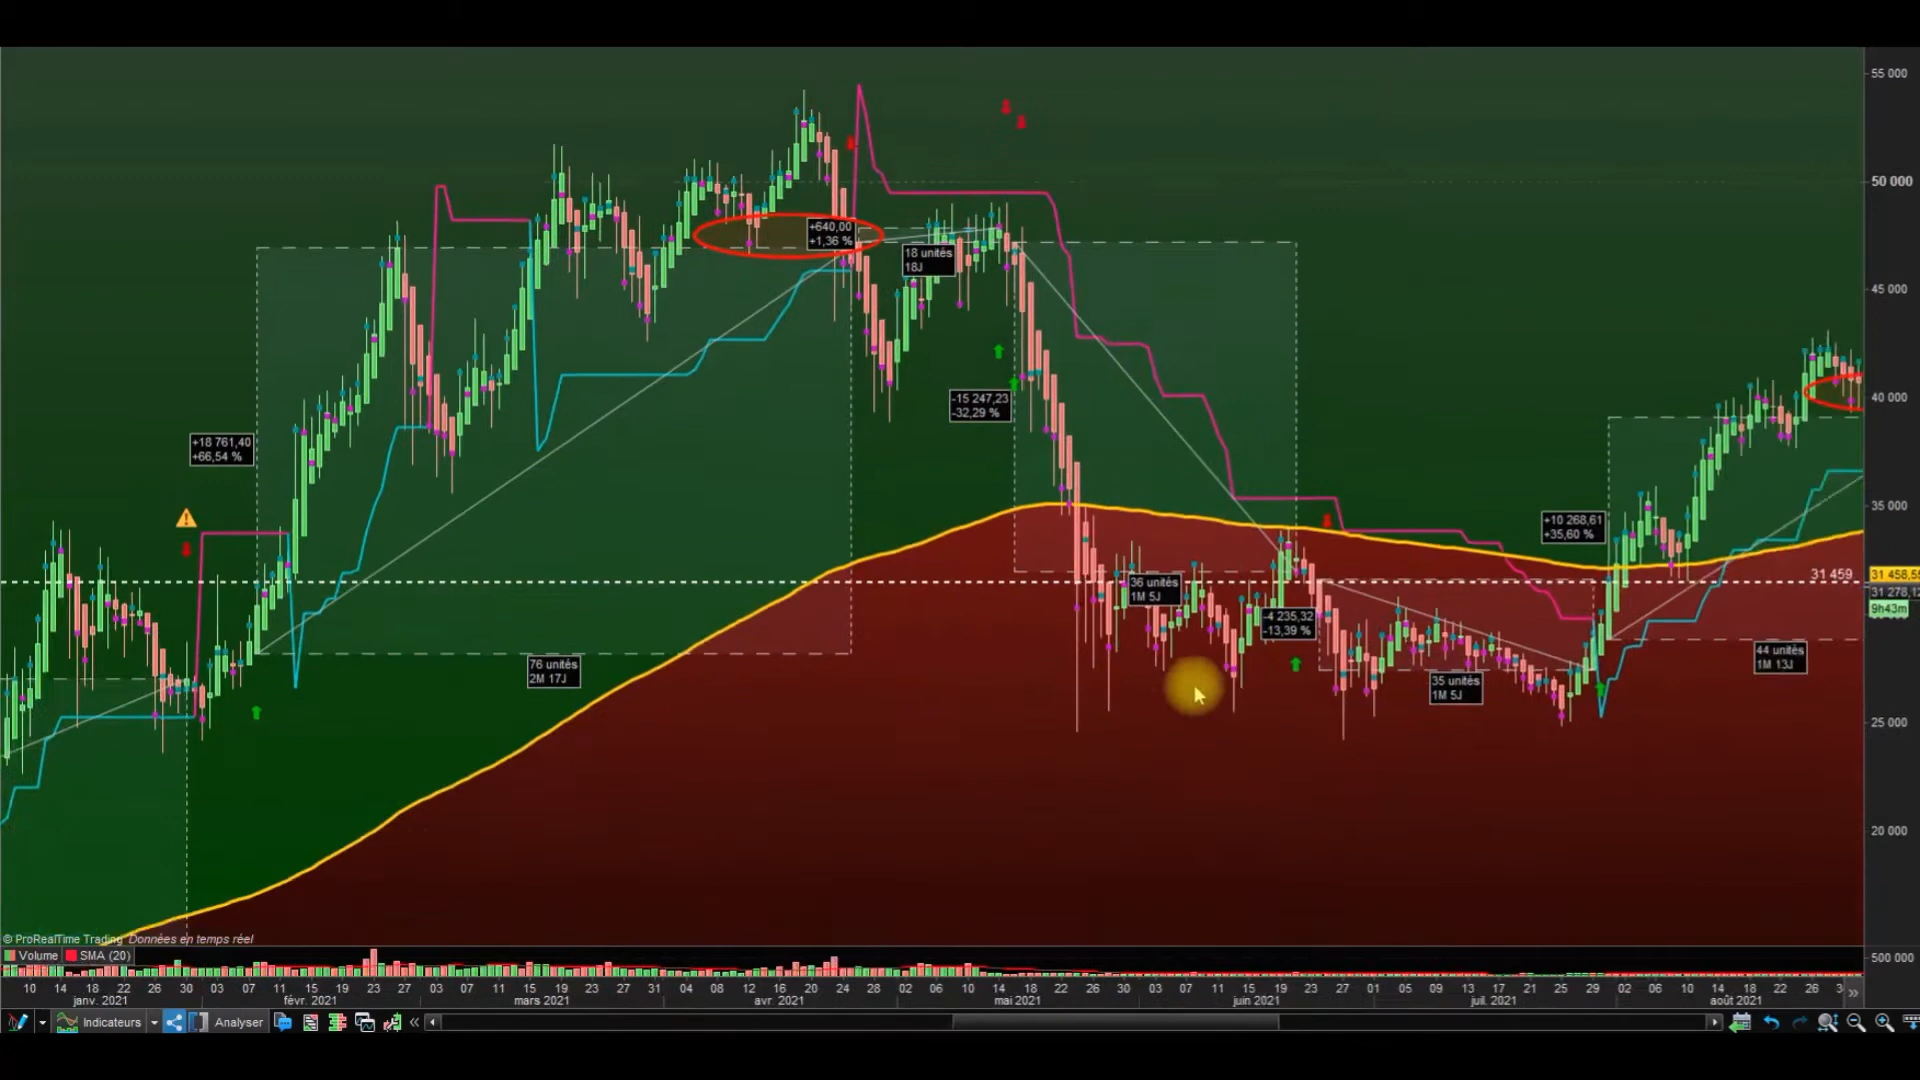 55 000
+640,00
+1,36 %
50 000
18 unités
18J
45 000
-15 247,23
-32,29 %
40 000
+18 761,40
+66,54 %
35 000
+10 268,61
+35,60 %
31 459
31 458,55
31 278,12
9h43m
36 unités
1M 5J
-4 235,32
-13,39 %
76 unités
2M 17J
35 unités
1M 5J
44 unités
1M 13J
25 000
20 000
© ProRealTime Trading Données en temps réel
Volume SMA (20)
500 000
10 14 18 22 26 30 03 07 11 15 19 23 27 03 07 11 15 19 23 27 31 04 08 12 16 20 24 28 02 06 10 14 18 22 26 30 03 07 11 15 19 23 27 01 05 09 13 17 21 25 29 02 06 10 14 18 22 26
janv. 2021 févr. 2021 mars 2021 avr. 2021 mai 2021 juin 2021 juil. 2021 août 2021
Indicateurs Analyser